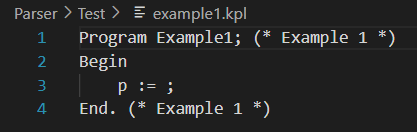 Parser > Test > example1.kpl
1 Program Example1; (* Example 1 *)
2 Begin
3 p := ;
4 End. (* Example 1 *)